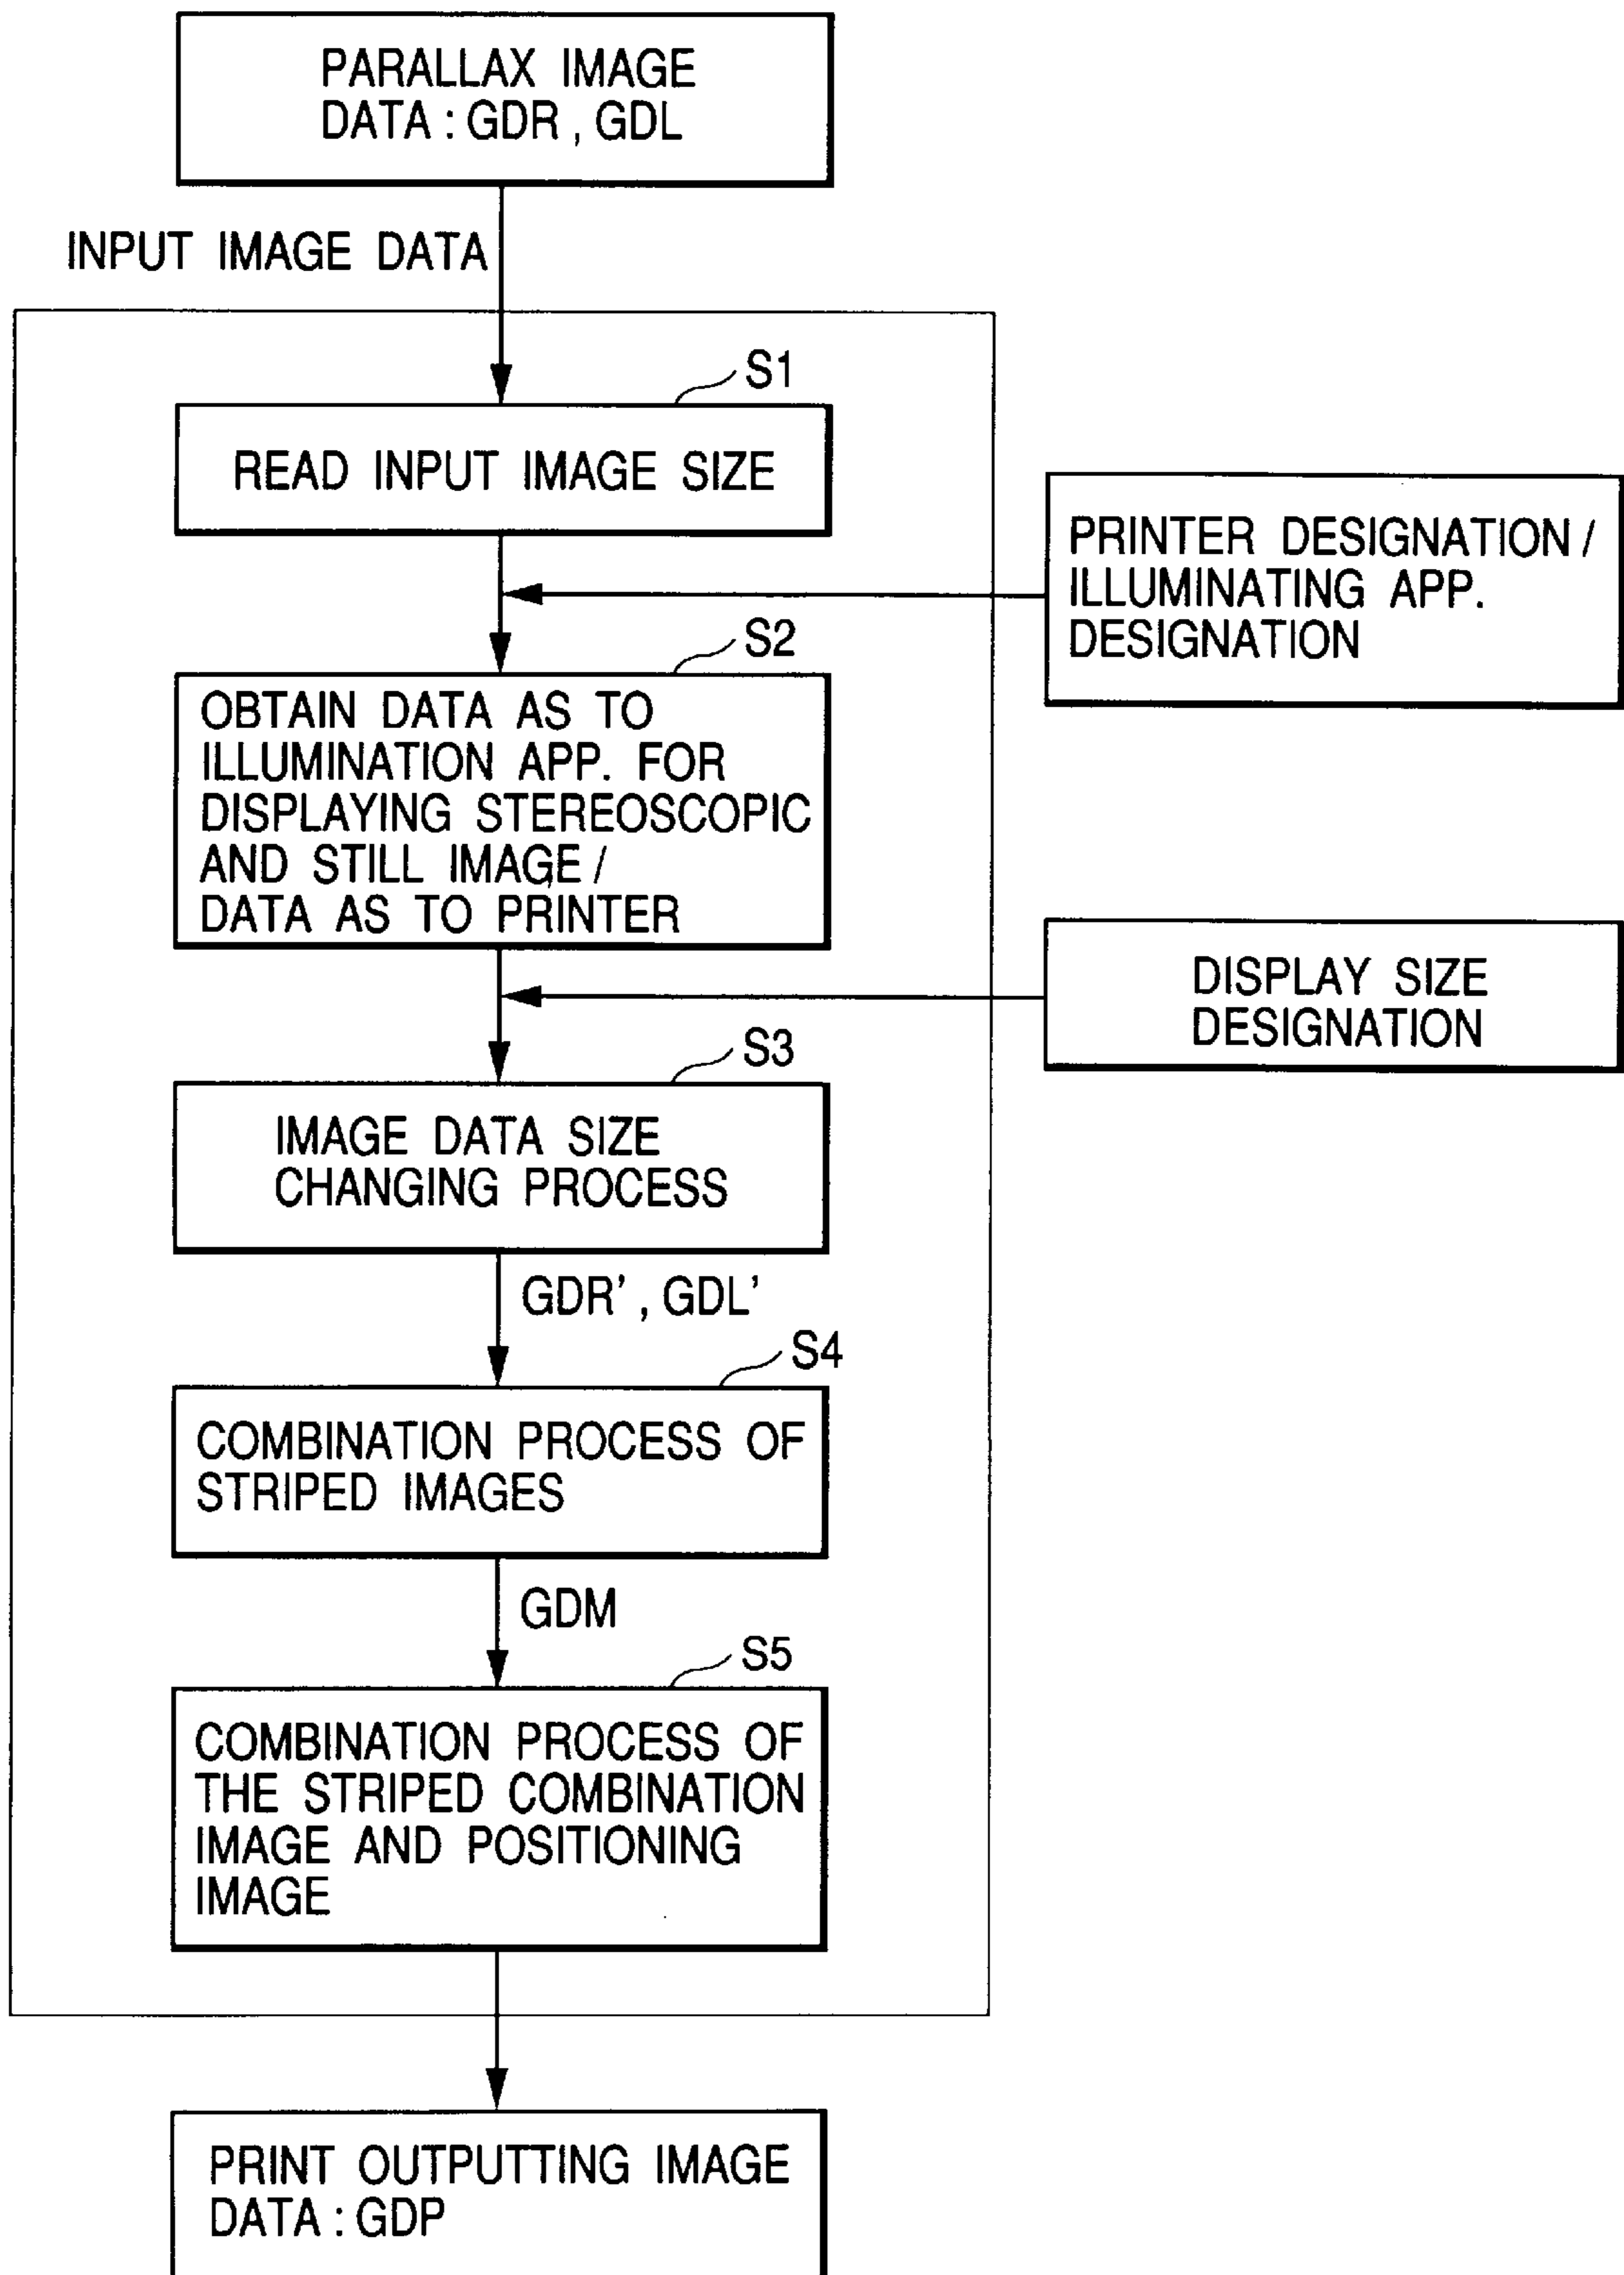 PARALLAX IMAGE
DATA : GDR , GDL
INPUT IMAGE DATA
S1
READ INPUT IMAGE SIZE
PRINTER DESIGNATION /
ILLUMINATING APP.
DESIGNATION
S2
OBTAIN DATA AS TO
ILLUMINATION APP. FOR
DISPLAYING STEREOSCOPIC
AND STILL IMAGE /
DATA AS TO PRINTER
DISPLAY SIZE
DESIGNATION
S3
IMAGE DATA SIZE
CHANGING PROCESS
GDR' , GDL'
S4
COMBINATION PROCESS OF
STRIPED IMAGES
GDM
S5
COMBINATION PROCESS OF
THE STRIPED COMBINATION
IMAGE AND POSITIONING
IMAGE
PRINT OUTPUTTING IMAGE
DATA : GDP